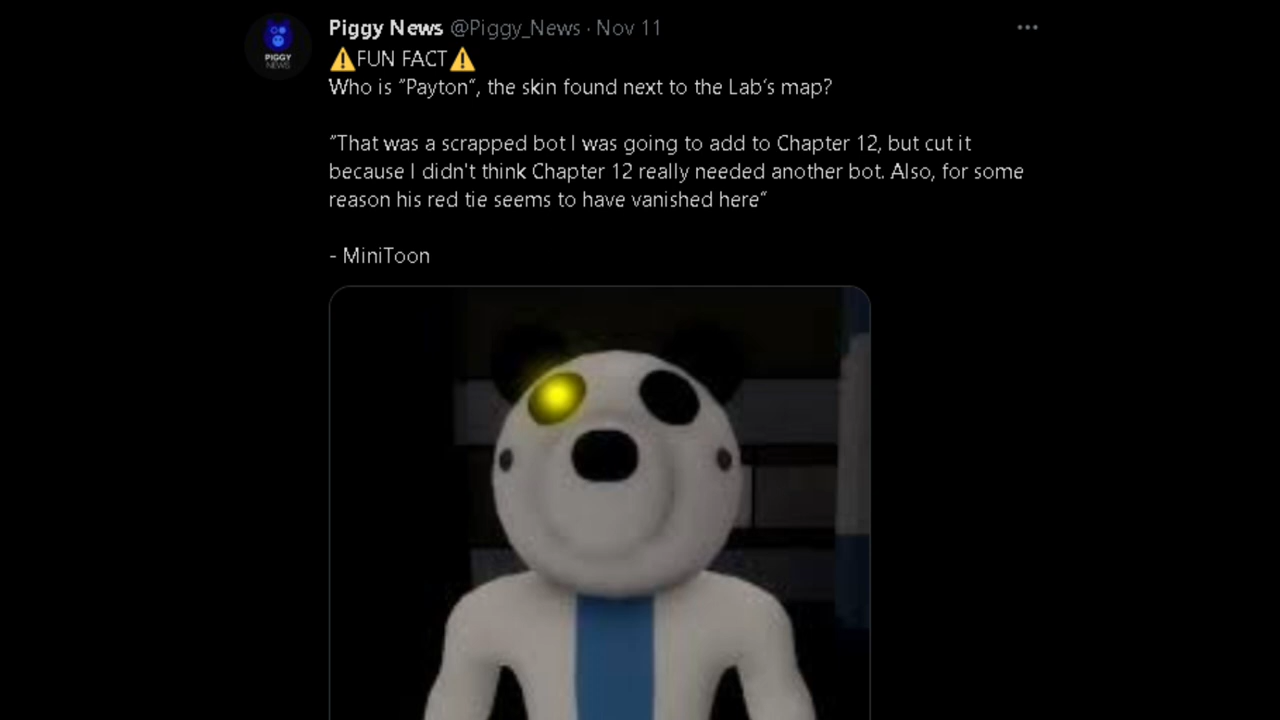 Piggy News @Piggy_News · Nov 11
⚠️FUN FACT⚠️
Who is “Payton“, the skin found next to the Lab‘s map?
“That was a scrapped bot I was going to add to Chapter 12, but cut it
because I didn't think Chapter 12 really needed another bot. Also, for some
reason his red tie seems to have vanished here“
- MiniToon
PIGGY
NEWS